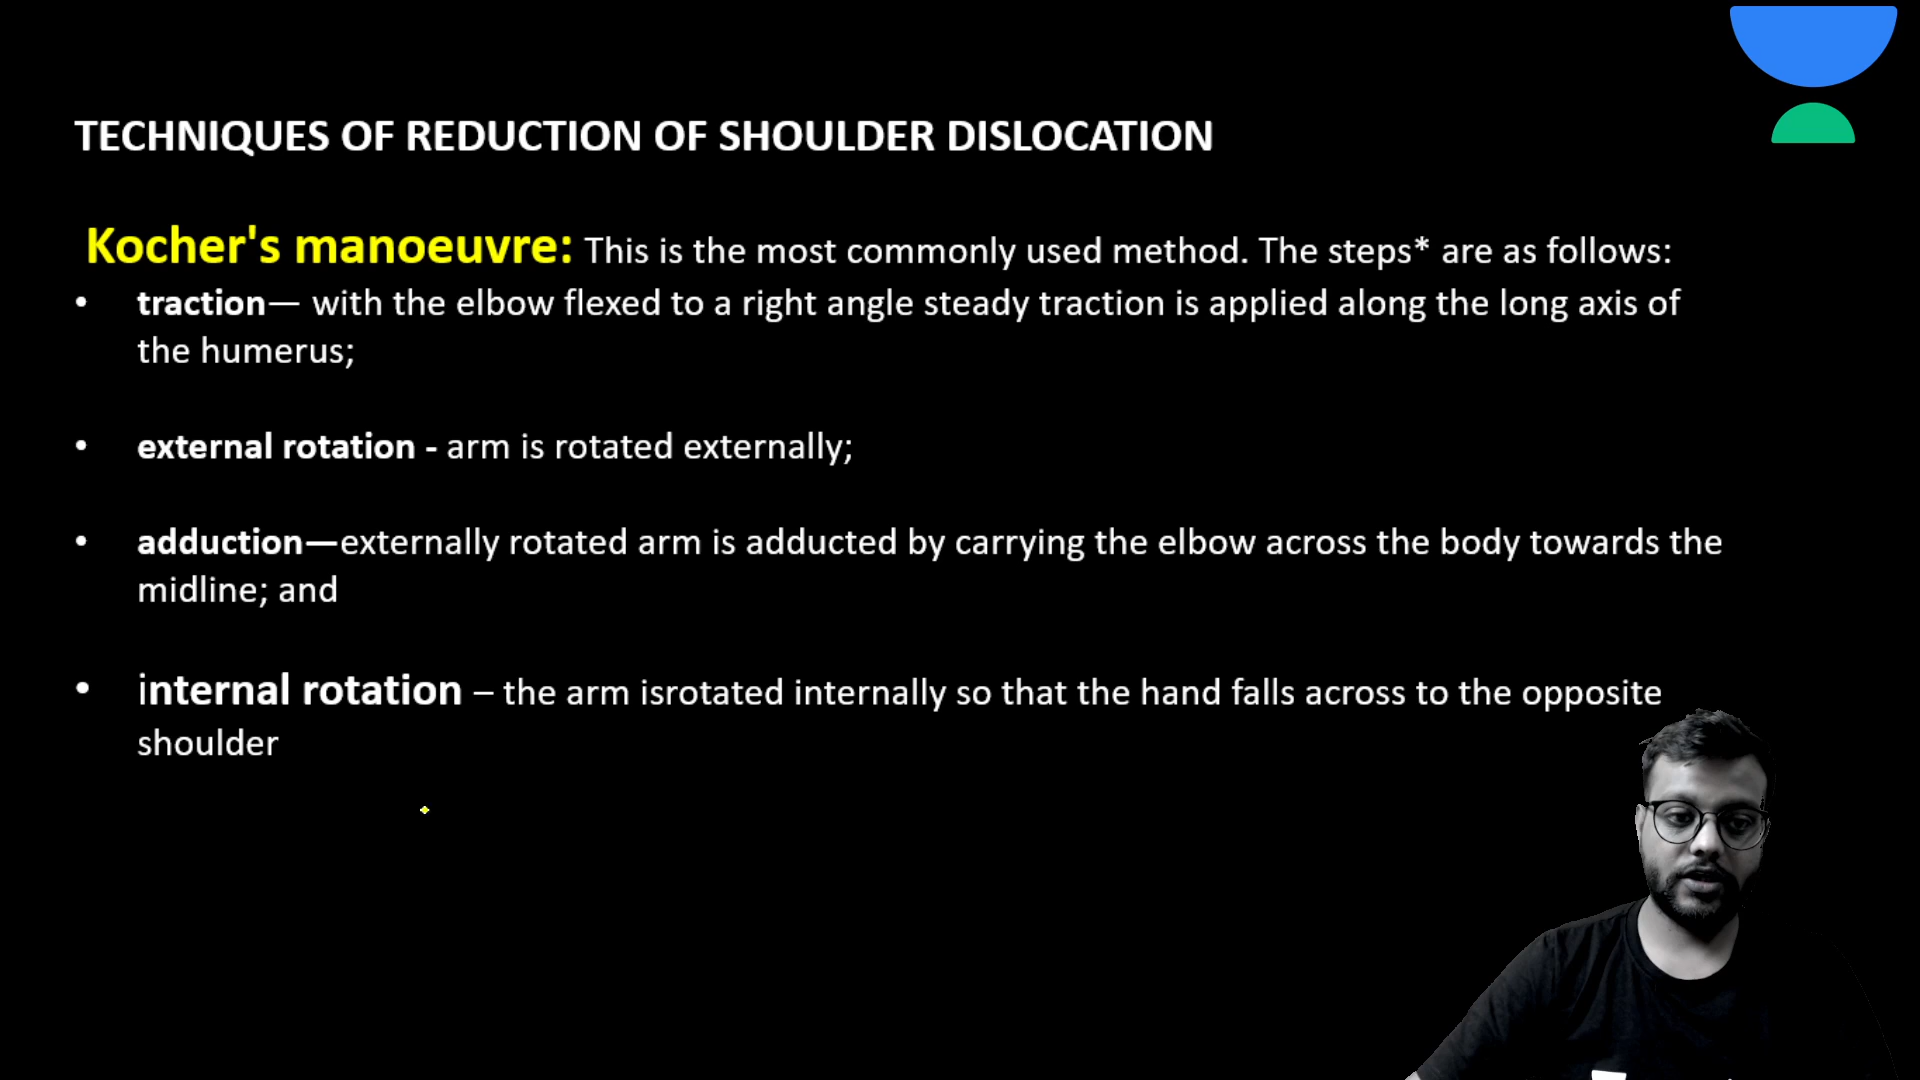 TECHNIQUES OF REDUCTION OF SHOULDER DISLOCATION
Kocher's manoeuvre: This is the most commonly used method. The steps* are as follows:
• traction— with the elbow flexed to a right angle steady traction is applied along the long axis of
the humerus;
• external rotation - arm is rotated externally;
• adduction—externally rotated arm is adducted by carrying the elbow across the body towards the
midline; and
• internal rotation – the arm isrotated internally so that the hand falls across to the opposite
shoulder